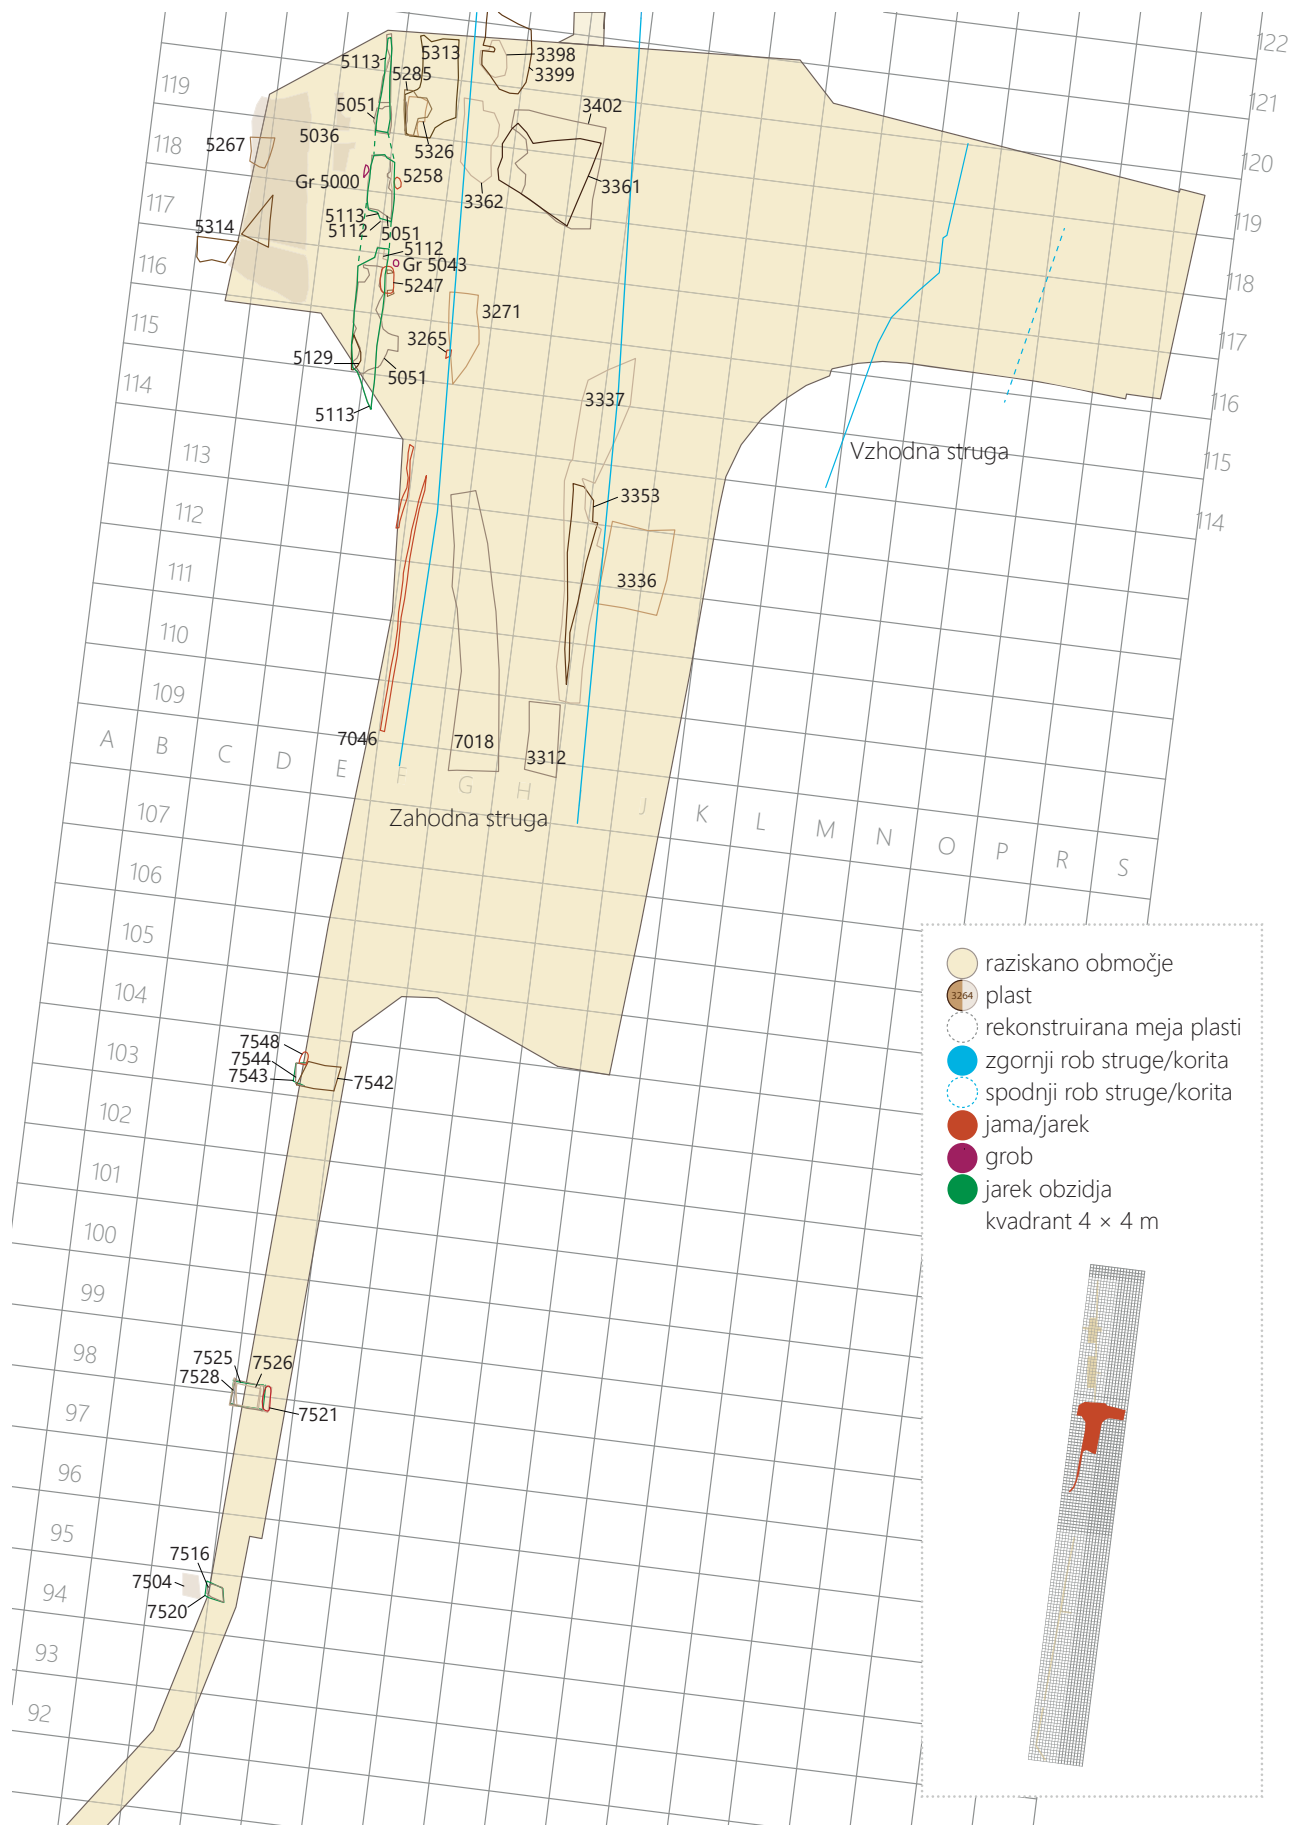 122
5113
5313
3398
5285
3399
119
121
5051
3402
5036
118
5267
5326
120
Gr 5000
5258
3361
3362
117
5113
5314
5112
5051
119
5112
116
Gr 5043
5247
118
3271
115
3265
117
5129
5051
114
3337
116
5113
Vzhodna struga
113
115
3353
112
114
111
3336
110
109
7046
7018
3312
A
B
C
D
E
F
G
H
J
K
L
M
N
O
P
R
S
Zahodna struga
107
106
105
104
103
102
101
100
99
98
97
96
95
94
93
92
7548
7544
7543
7542
7525
7526
7528
7521
7516
7504
7520
raziskano območje
3264
plast
rekonstruirana meja plasti
zgornji rob struge/korita
spodnji rob struge/korita
jama/jarek
grob
jarek obzidja
kvadrant 4 × 4 m